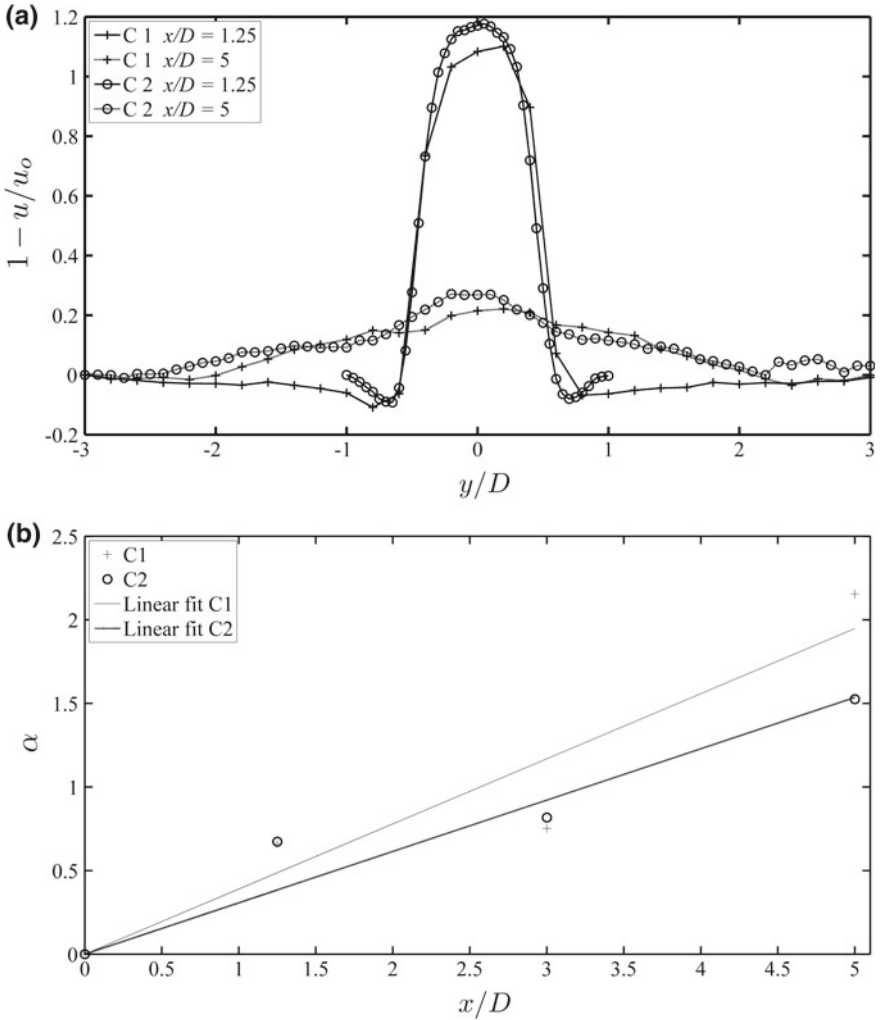 (a)
1.2
1
0.8
0.6
0.4
0.2
0
-0.2
1 − u/u_o
C 1 x/D = 1.25
C 1 x/D = 5
C 2 x/D = 1.25
C 2 x/D = 5
-3 -2 -1 0 1 2 3
y/D
(b)
2.5
2
1.5
1
0.5
0
α
C1
C2
Linear fit C1
Linear fit C2
0 0.5 1 1.5 2 2.5 3 3.5 4 4.5 5
x/D